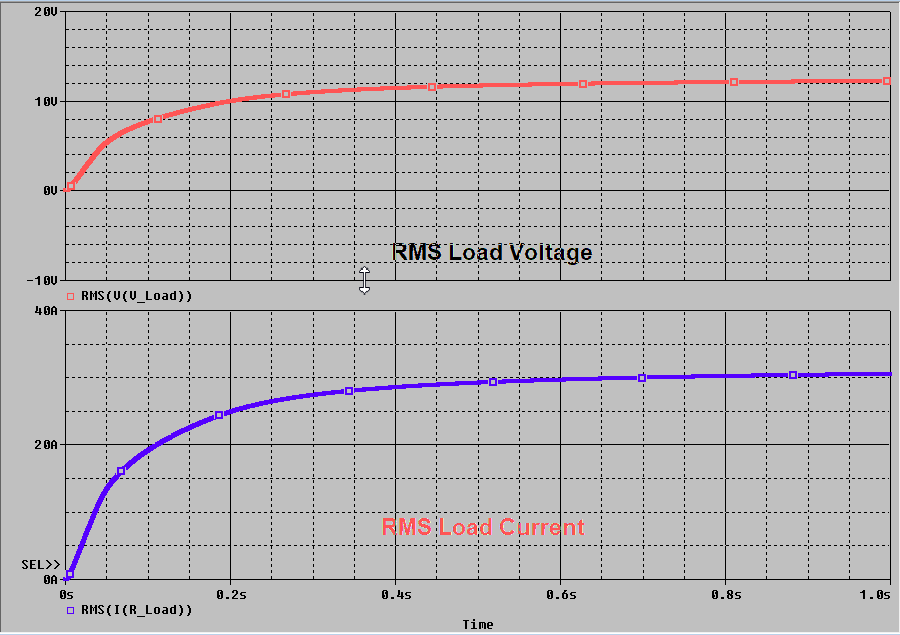 20V
10V
0V
-10V
RMS Load Voltage
RMS(V(V_Load))
40A
20A
RMS Load Current
SEL>>
0A
0s 0.2s 0.4s 0.6s 0.8s 1.0s
RMS(I(R_Load))
Time